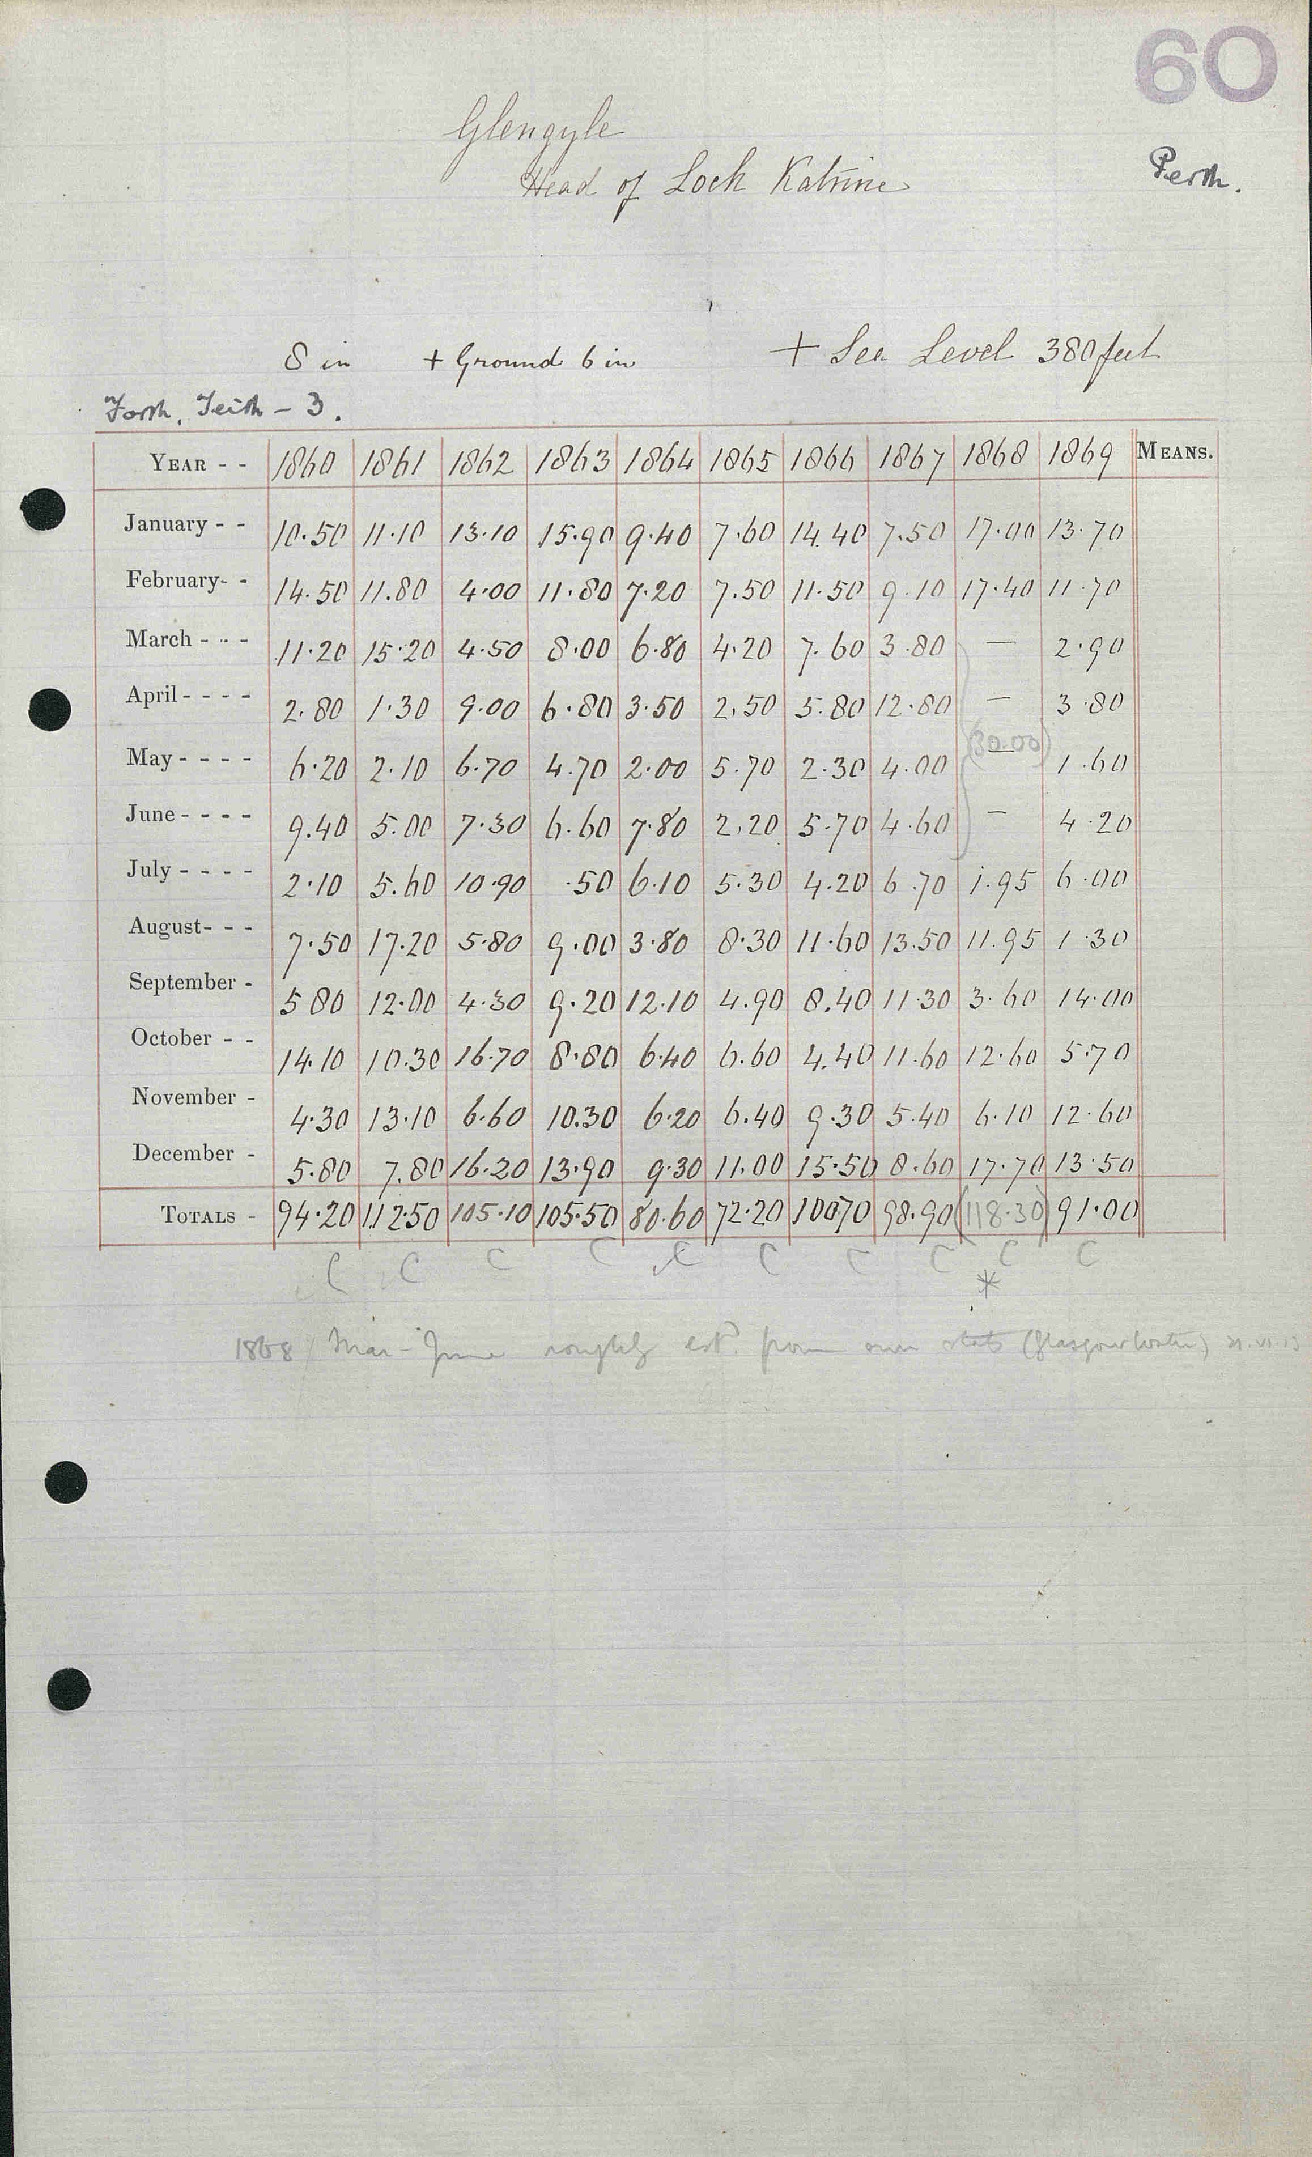 60
Glengyle
Head of Loch Katrine
Perth.
8 in + Ground 6 in + Sea Level 380 feet
Forth, Teith - 3.
YEAR - - 1860 1861 1862 1863 1864 1865 1866 1867 1868 1869 MEANS.
January - - 10.50 11.10 13.10 15.90 9.40 7.60 14.40 7.50 17.00 13.70
February- - 14.50 11.80 4.00 11.80 7.20 7.50 11.50 9.10 17.40 11.70
March - - - 11.20 15.20 4.50 8.00 6.80 4.20 7.60 3.80 — 2.90
April - - - - 2.80 1.30 9.00 6.80 3.50 2.50 5.80 12.80 — 3.80
(30.00)
May - - - - 6.20 2.10 6.70 4.70 2.00 5.70 2.30 4.00 — 1.60
June - - - - 9.40 5.00 7.30 6.60 7.80 2.20 5.70 4.60 — 4.20
July - - - - 2.10 5.60 10.90 .50 6.10 5.30 4.20 6.70 1.95 6.00
August- - - 7.50 17.20 5.80 9.00 3.80 8.30 11.60 13.50 11.95 1.30
September - 5 80 12.00 4.30 9.20 12.10 4.90 8.40 11.30 3.60 14.00
October - - 14.10 10.30 16.70 8.80 6.40 6.60 4.40 11.60 12.60 5.70
November - 4.30 13.10 6.60 10.30 6.20 6.40 9.30 5.40 6.10 12.60
December - 5.80 7.80 16.20 13.90 9.30 11.00 15.50 8.60 17.70 13.50
TOTALS - 94.20 112.50 105.10 105.50 80.60 72.20 100.70 98.90 (118.30) 91.00
C C C C C C C C C C
*
1868 Mar - June roughly est. from own stats (Glasgow Water)